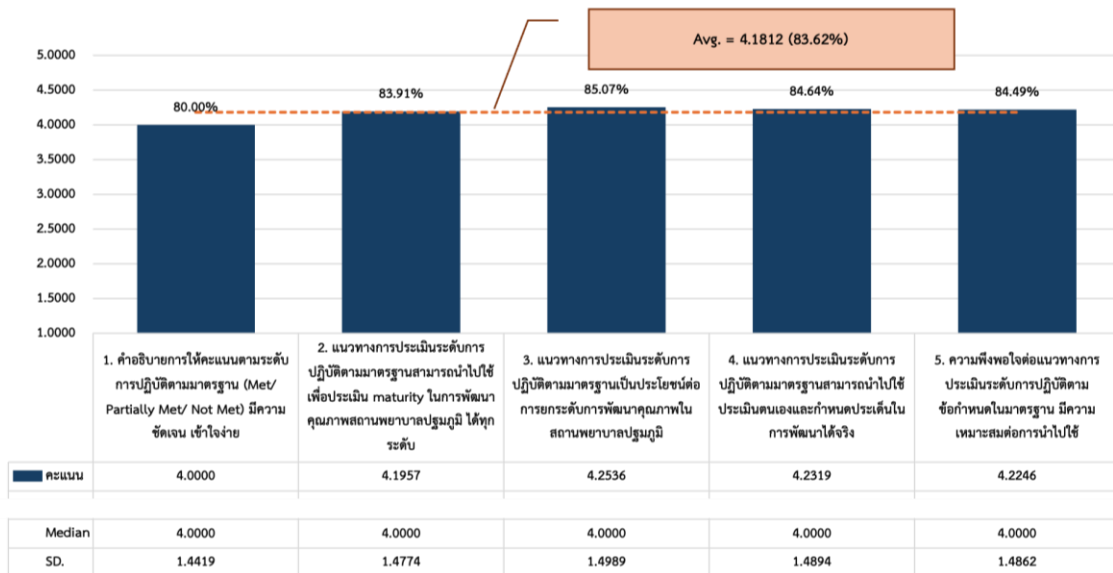 Avg. = 4.1812 (83.62%)
5.0000
4.5000
4.0000
3.5000
3.0000
2.5000
2.0000
1.5000
1.0000
80.00%
83.91%
85.07%
84.64%
84.49%
1. คำอธิบายการให้คะแนนตามระดับ
การปฏิบัติตามมาตรฐาน (Met/
Partially Met/ Not Met) มีความ
ชัดเจน เข้าใจง่าย
2. แนวทางการประเมินระดับการ
ปฏิบัติตามมาตรฐานสามารถนำไปใช้
เพื่อประเมิน maturity ในการพัฒนา
คุณภาพสถานพยาบาลปฐมภูมิ ได้ทุก
ระดับ
3. แนวทางการประเมินระดับการ
ปฏิบัติตามมาตรฐานเป็นประโยชน์ต่อ
การยกระดับการพัฒนาคุณภาพใน
สถานพยาบาลปฐมภูมิ
4. แนวทางการประเมินระดับการ
ปฏิบัติตามมาตรฐานสามารถนำไปใช้
ประเมินตนเองและกำหนดประเด็นใน
การพัฒนาได้จริง
5. ความพึงพอใจต่อแนวทางการ
ประเมินระดับการปฏิบัติตาม
ข้อกำหนดในมาตรฐาน มีความ
เหมาะสมต่อการนำไปใช้
คะแนน 4.0000 4.1957 4.2536 4.2319 4.2246
Median 4.0000 4.0000 4.0000 4.0000 4.0000
SD. 1.4419 1.4774 1.4989 1.4894 1.4862